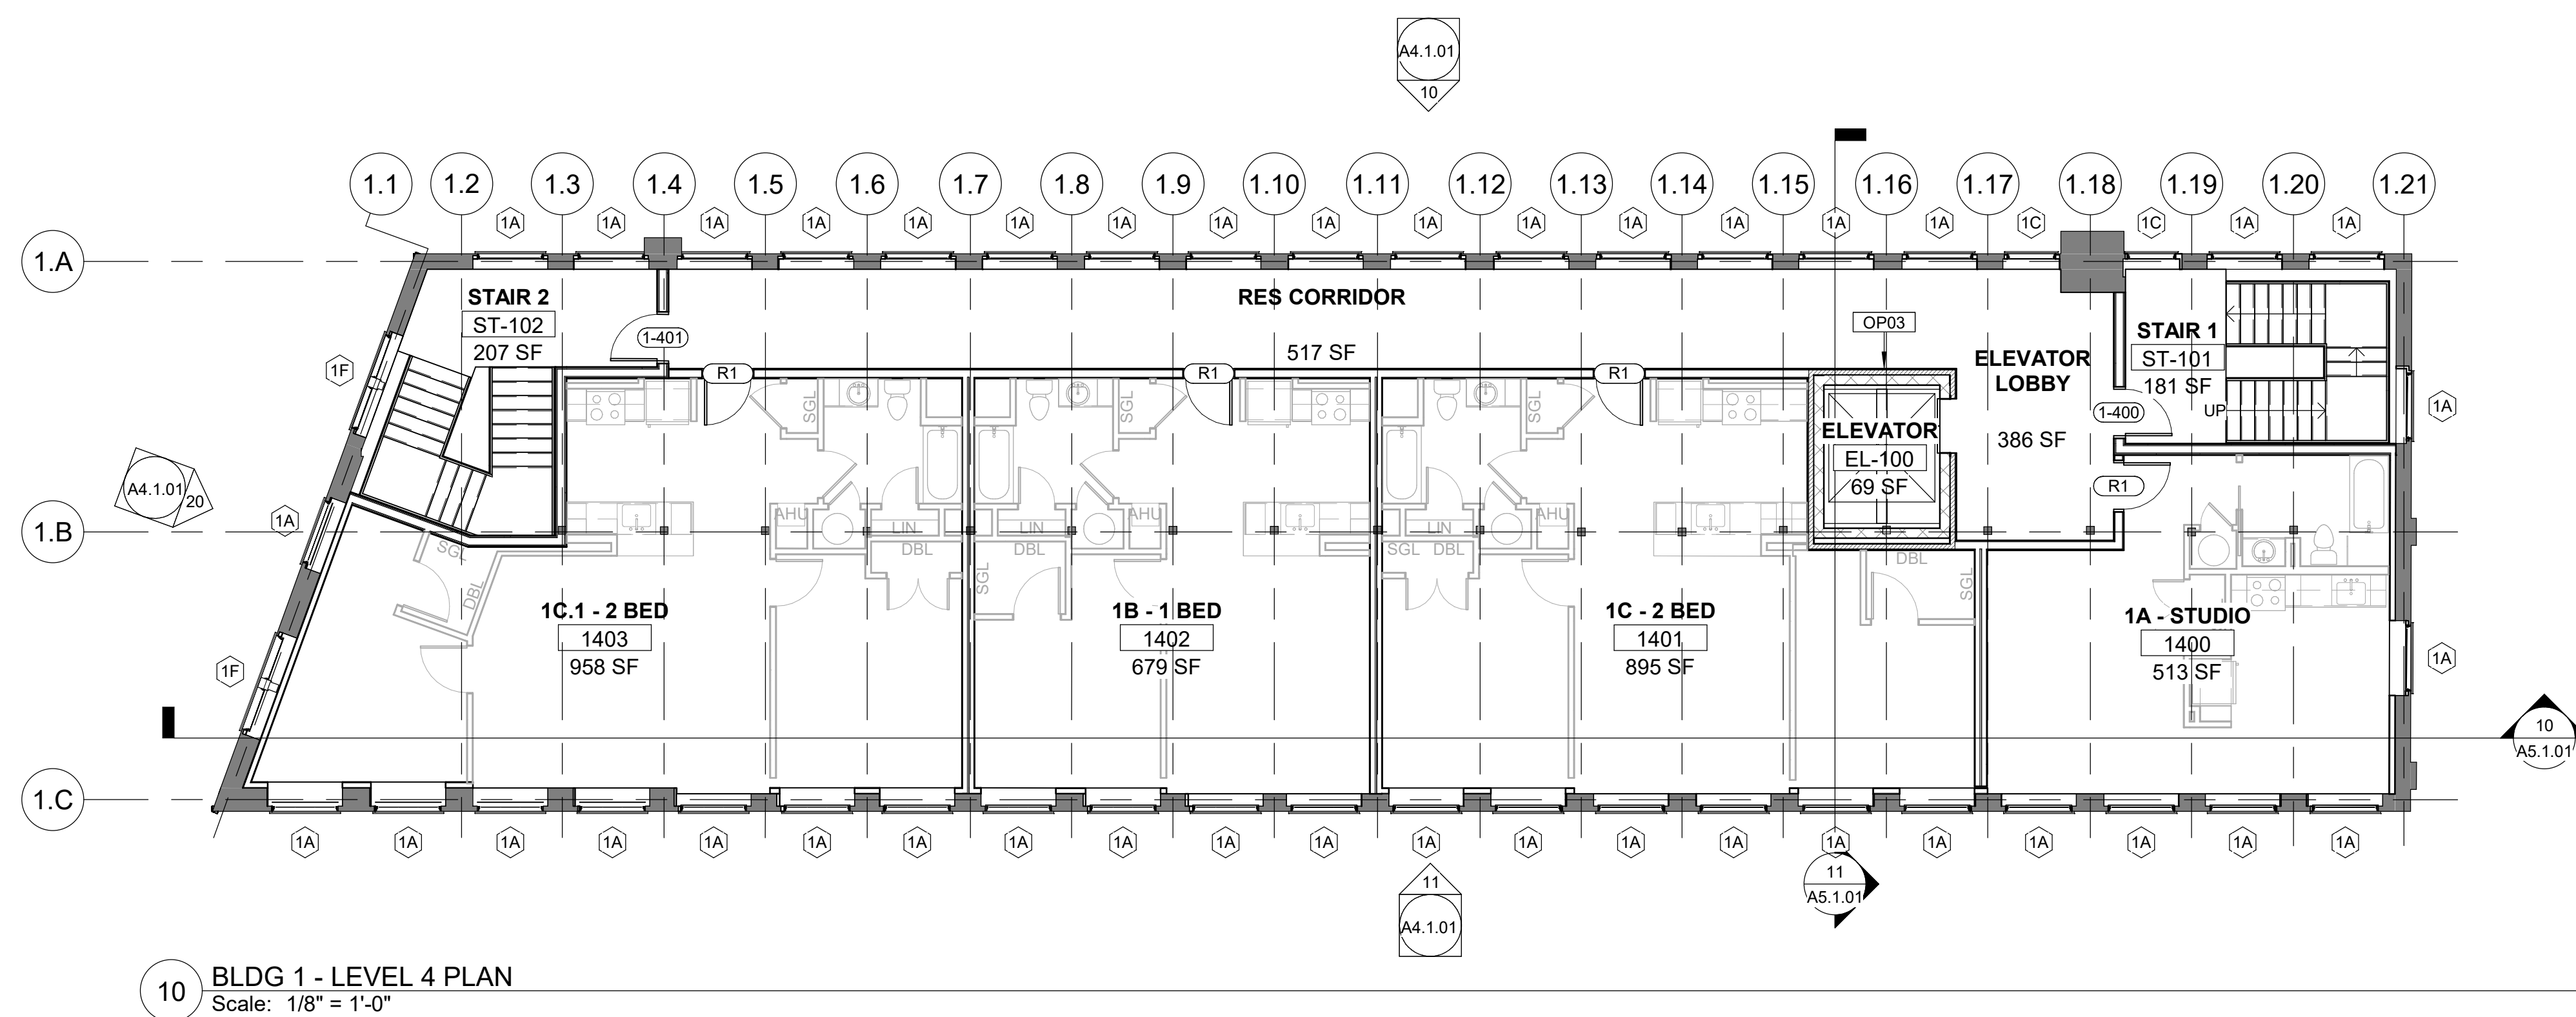 A4.1.01
10
1.1 1.2 1.3 1.4 1.5 1.6 1.7 1.8 1.9 1.10 1.11 1.12 1.13 1.14 1.15 1.16 1.17 1.18 1.19 1.20 1.21
1A 1A 1A 1A 1A 1A 1A 1A 1A 1A 1A 1A 1A 1A 1A 1C 1C 1A 1A
1.A
STAIR 2
ST-102
207 SF
1-401
RES CORRIDOR
517 SF
OP03
ELEVATOR
LOBBY
386 SF
STAIR 1
ST-101
181 SF
UP
1-400
1F
R1
R1
R1
R1
1A
SGL
SGL
SGL
ELEVATOR
EL-100
69 SF
A4.1.01
20
1A
1.B
AHU
LIN
LIN
AHU
LIN
AHU
SGL
DBL
DBL
DBL
SGL
SGL
DBL
DBL
SGL
1C.1 - 2 BED
1403
958 SF
1B - 1 BED
1402
679 SF
1C - 2 BED
1401
895 SF
1A - STUDIO
1400
513 SF
1F
1A
10
A5.1.01
1.C
1A 1A 1A 1A 1A 1A 1A 1A 1A 1A 1A 1A 1A 1A 1A 1A 1A 1A 1A 1A 1A
11
A4.1.01
11
A5.1.01
10
BLDG 1 - LEVEL 4 PLAN
Scale: 1/8" = 1'-0"